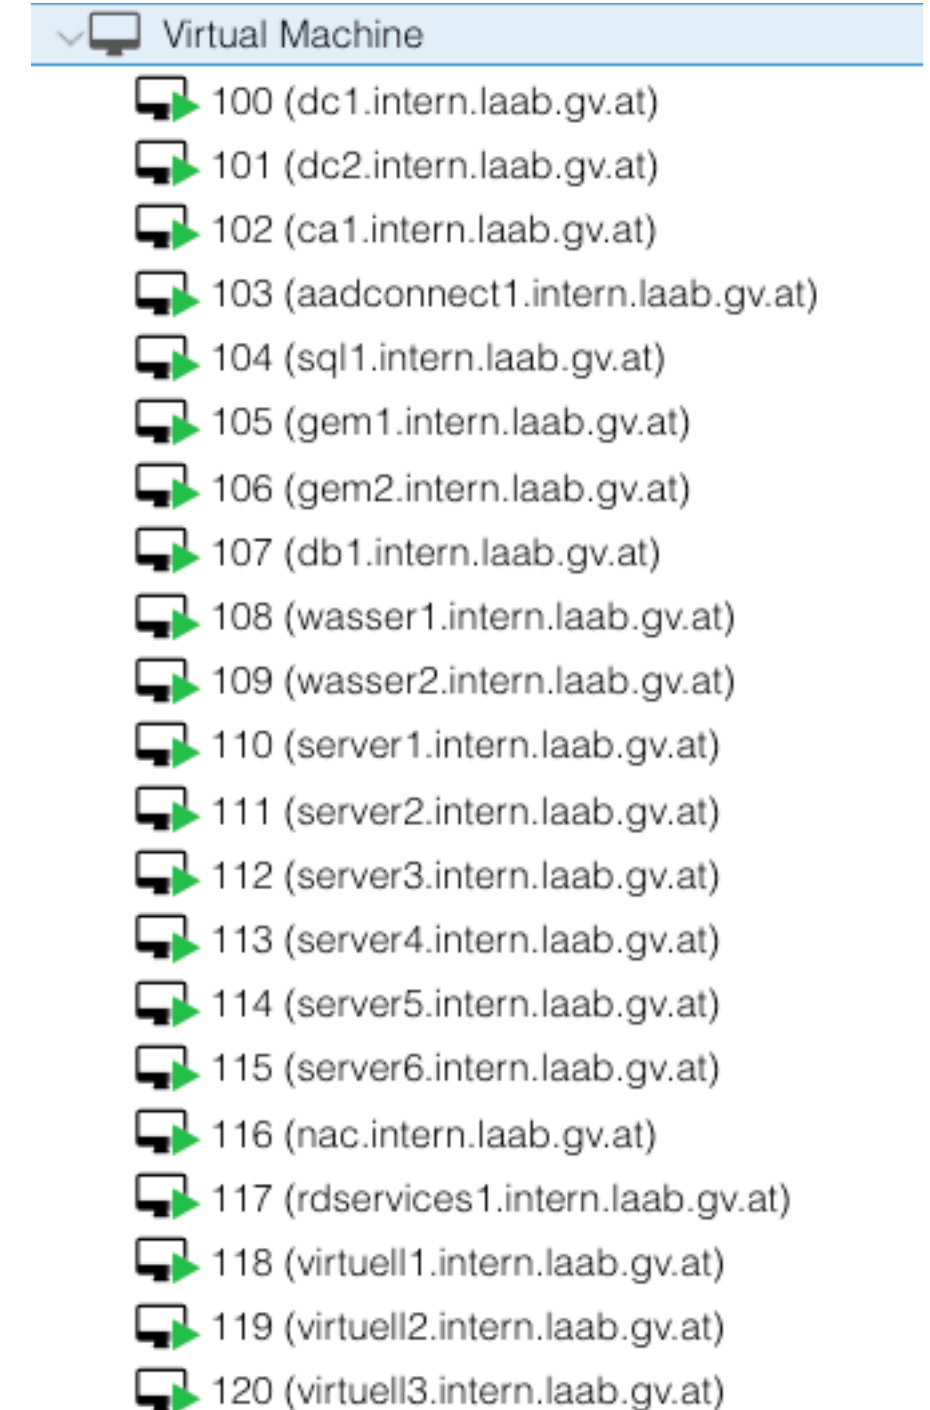 Virtual Machine
100 (dc1.intern.laab.gv.at)
101 (dc2.intern.laab.gv.at)
102 (ca1.intern.laab.gv.at)
103 (aadconnect1.intern.laab.gv.at)
104 (sql1.intern.laab.gv.at)
105 (gem1.intern.laab.gv.at)
106 (gem2.intern.laab.gv.at)
107 (db1.intern.laab.gv.at)
108 (wasser1.intern.laab.gv.at)
109 (wasser2.intern.laab.gv.at)
110 (server1.intern.laab.gv.at)
111 (server2.intern.laab.gv.at)
112 (server3.intern.laab.gv.at)
113 (server4.intern.laab.gv.at)
114 (server5.intern.laab.gv.at)
115 (server6.intern.laab.gv.at)
116 (nac.intern.laab.gv.at)
117 (rdservices1.intern.laab.gv.at)
118 (virtuell1.intern.laab.gv.at)
119 (virtuell2.intern.laab.gv.at)
120 (virtuell3.intern.laab.gv.at)